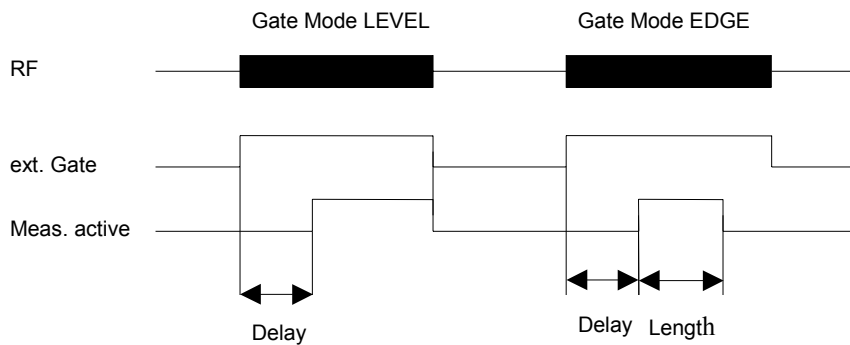 Gate Mode LEVEL
Gate Mode EDGE
RF
ext. Gate
Meas. active
Delay
Delay
Length